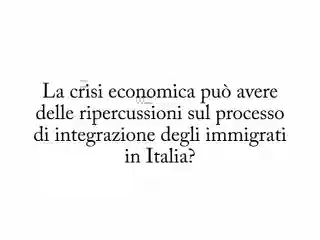 La crisi economica può avere
delle ripercussioni sul processo
di integrazione degli immigrati
in Italia?